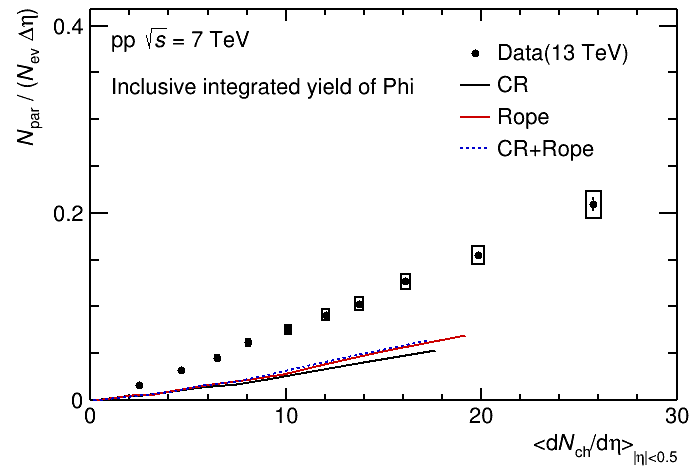 0.4
pp √s = 7 TeV
Data(13 TeV)
Inclusive integrated yield of Phi
CR
Rope
CR+Rope
N_par / (N_ev Δη)
0.2
0
0 10 20 30
<dN_ch/dη>_|η|<0.5